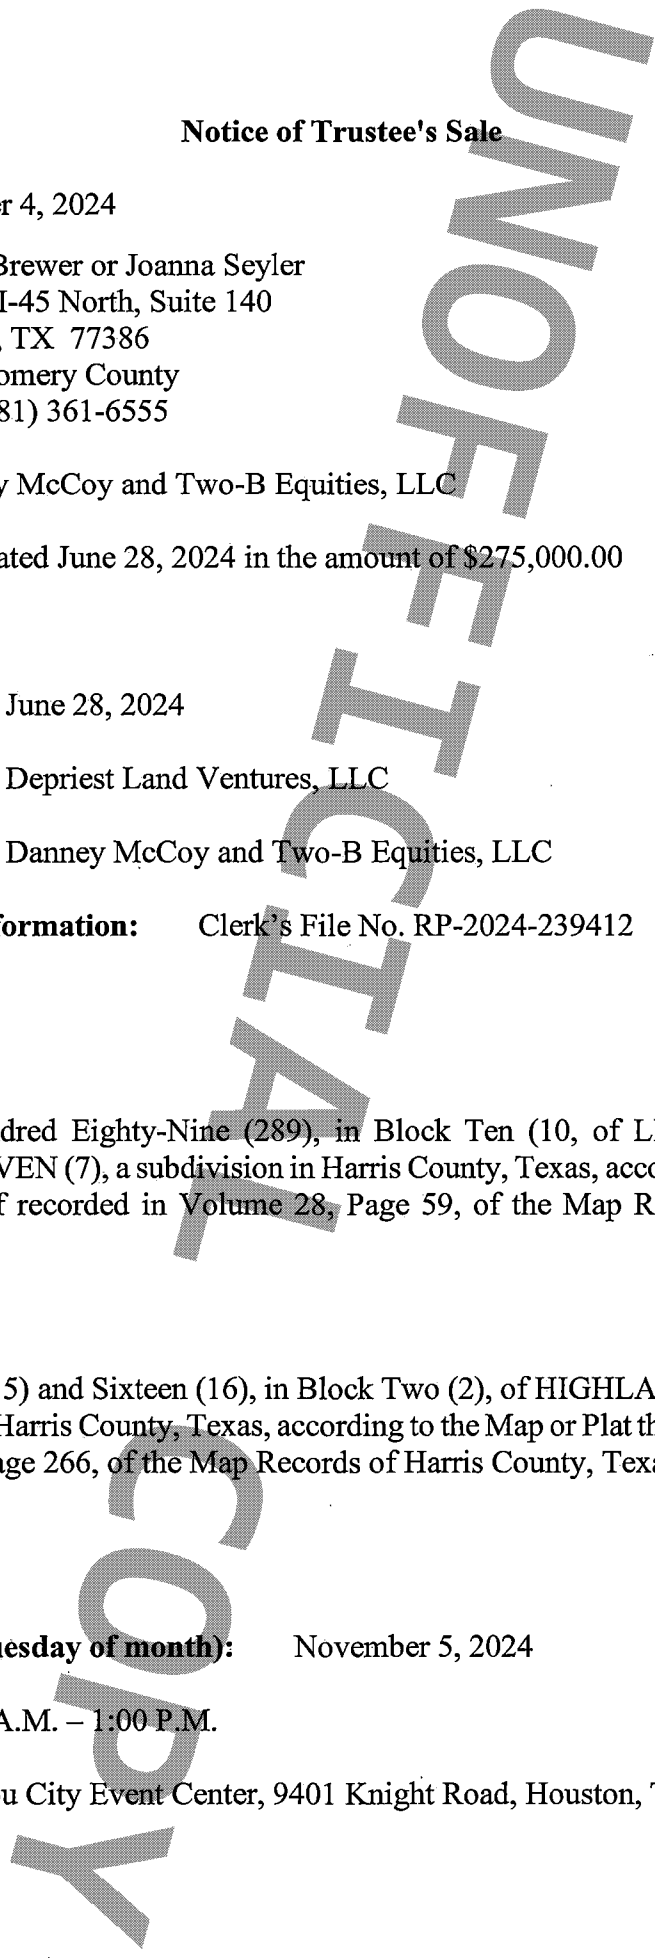 Notice of Trustee's Sale
r 4, 2024
Brewer or Joanna Seyler
I-45 North, Suite 140
, TX 77386
omery County
81) 361-6555
y McCoy and Two-B Equities, LLC
ated June 28, 2024 in the amount of $275,000.00
June 28, 2024
Depriest Land Ventures, LLC
Danney McCoy and Two-B Equities, LLC
formation: Clerk's File No. RP-2024-239412
dred Eighty-Nine (289), in Block Ten (10, of L
VEN (7), a subdivision in Harris County, Texas, acco
f recorded in Volume 28, Page 59, of the Map R
5) and Sixteen (16), in Block Two (2), of HIGHLA
Harris County, Texas, according to the Map or Plat th
age 266, of the Map Records of Harris County, Texa
uesday of month): November 5, 2024
A.M. – 1:00 P.M.
u City Event Center, 9401 Knight Road, Houston, T
UNOFFICIAL COPY